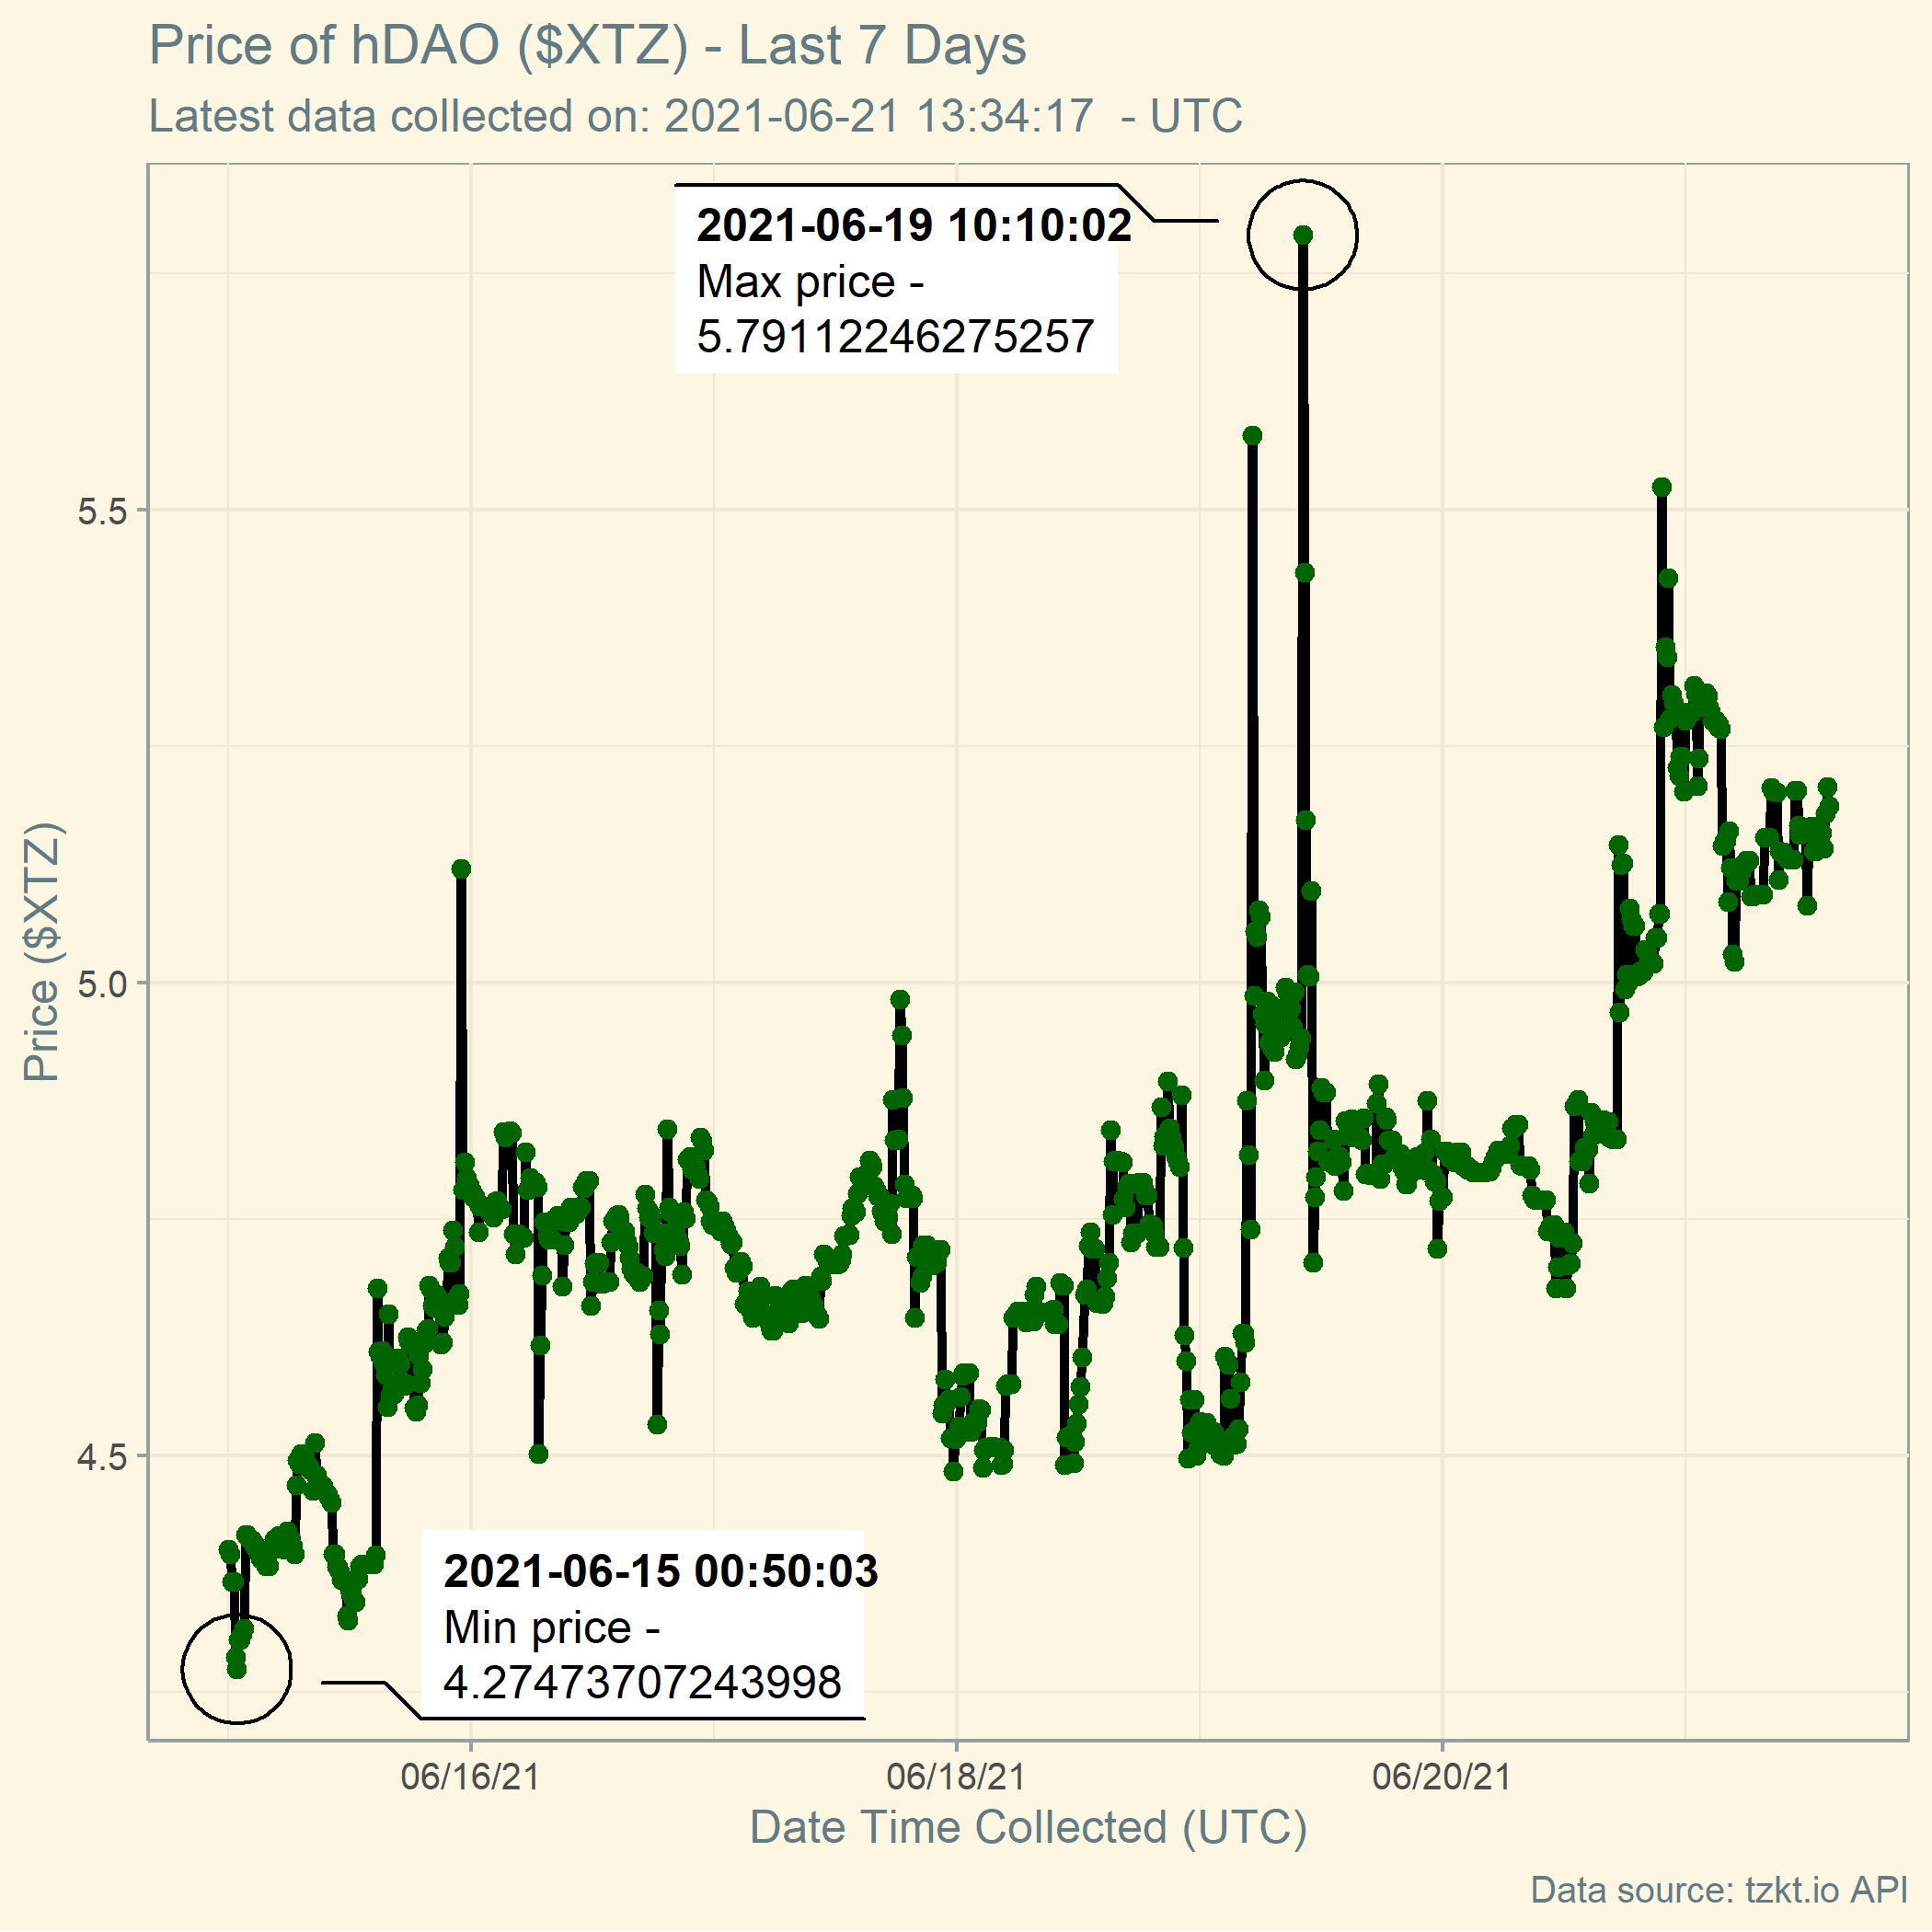 Price of hDAO ($XTZ) - Last 7 Days
Latest data collected on: 2021-06-21 13:34:17  - UTC
2021-06-19 10:10:02
Max price -
5.79112246275257
5.5
5.0
4.5
Price ($XTZ)
2021-06-15 00:50:03
Min price -
4.27473707243998
06/16/21
06/18/21
06/20/21
Date Time Collected (UTC)
Data source: tzkt.io API